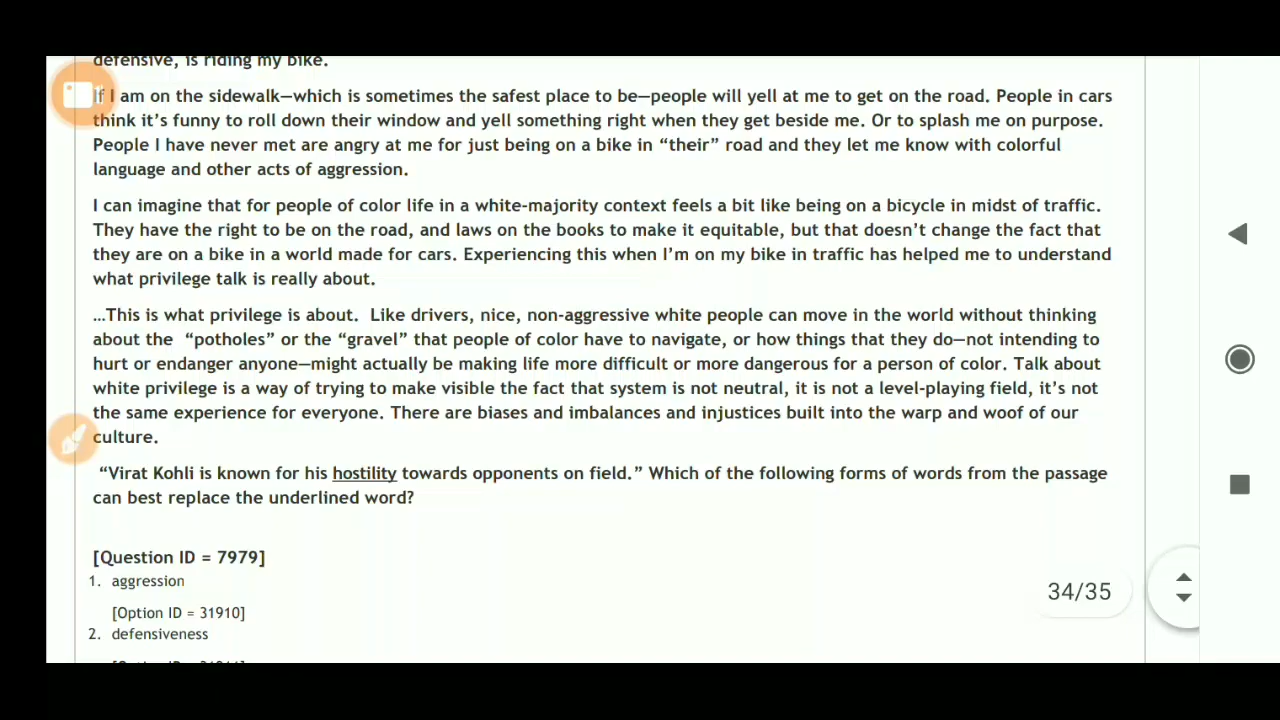 defensive, is riding my bike.
If I am on the sidewalk—which is sometimes the safest place to be—people will yell at me to get on the road. People in cars
think it’s funny to roll down their window and yell something right when they get beside me. Or to splash me on purpose.
People I have never met are angry at me for just being on a bike in “their” road and they let me know with colorful
language and other acts of aggression.
I can imagine that for people of color life in a white-majority context feels a bit like being on a bicycle in midst of traffic.
They have the right to be on the road, and laws on the books to make it equitable, but that doesn’t change the fact that
they are on a bike in a world made for cars. Experiencing this when I’m on my bike in traffic has helped me to understand
what privilege talk is really about.
…This is what privilege is about.  Like drivers, nice, non-aggressive white people can move in the world without thinking
about the  “potholes” or the “gravel” that people of color have to navigate, or how things that they do—not intending to
hurt or endanger anyone—might actually be making life more difficult or more dangerous for a person of color. Talk about
white privilege is a way of trying to make visible the fact that system is not neutral, it is not a level-playing field, it’s not
the same experience for everyone. There are biases and imbalances and injustices built into the warp and woof of our
culture.
“Virat Kohli is known for his hostility towards opponents on field.” Which of the following forms of words from the passage
can best replace the underlined word?
[Question ID = 7979]
1. aggression
[Option ID = 31910]
34/35
2. defensiveness